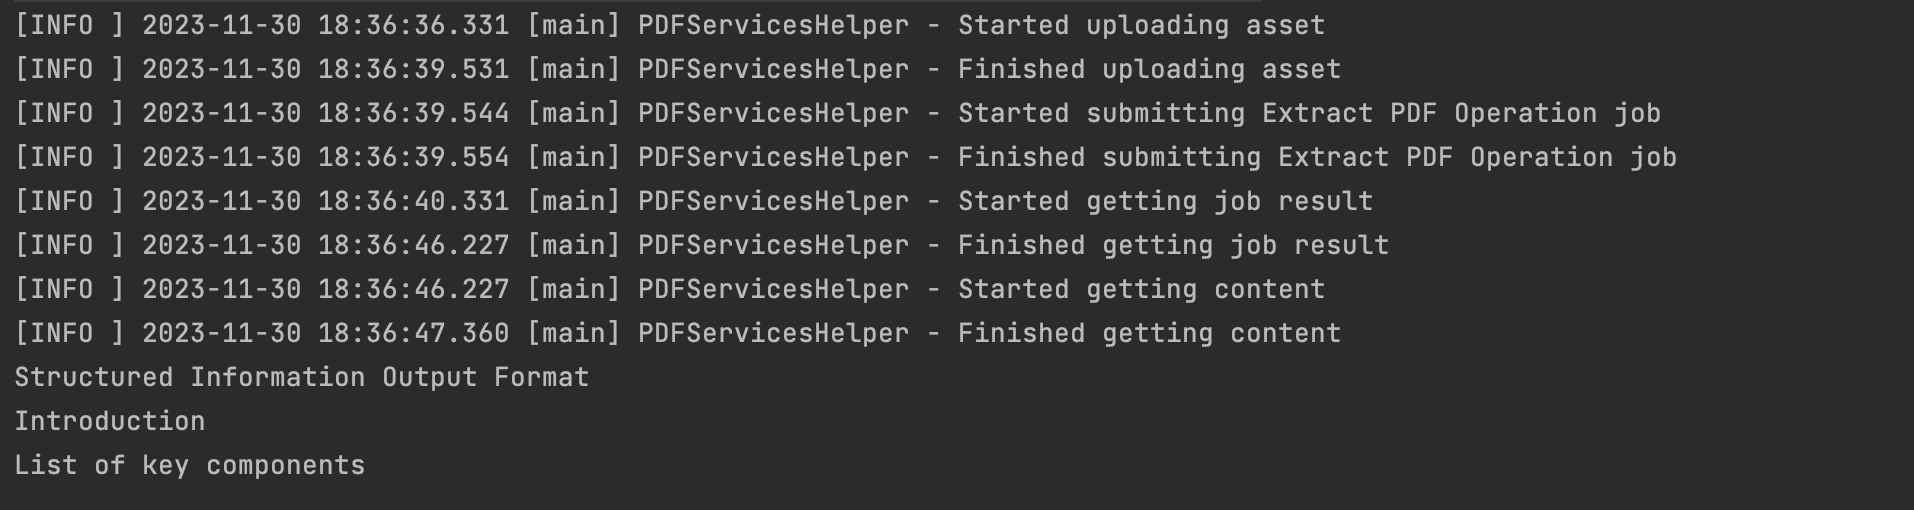 [INFO ] 2023-11-30 18:36:36.331 [main] PDFServicesHelper - Started uploading asset
[INFO ] 2023-11-30 18:36:39.531 [main] PDFServicesHelper - Finished uploading asset
[INFO ] 2023-11-30 18:36:39.544 [main] PDFServicesHelper - Started submitting Extract PDF Operation job
[INFO ] 2023-11-30 18:36:39.554 [main] PDFServicesHelper - Finished submitting Extract PDF Operation job
[INFO ] 2023-11-30 18:36:40.331 [main] PDFServicesHelper - Started getting job result
[INFO ] 2023-11-30 18:36:46.227 [main] PDFServicesHelper - Finished getting job result
[INFO ] 2023-11-30 18:36:46.227 [main] PDFServicesHelper - Started getting content
[INFO ] 2023-11-30 18:36:47.360 [main] PDFServicesHelper - Finished getting content
Structured Information Output Format
Introduction
List of key components